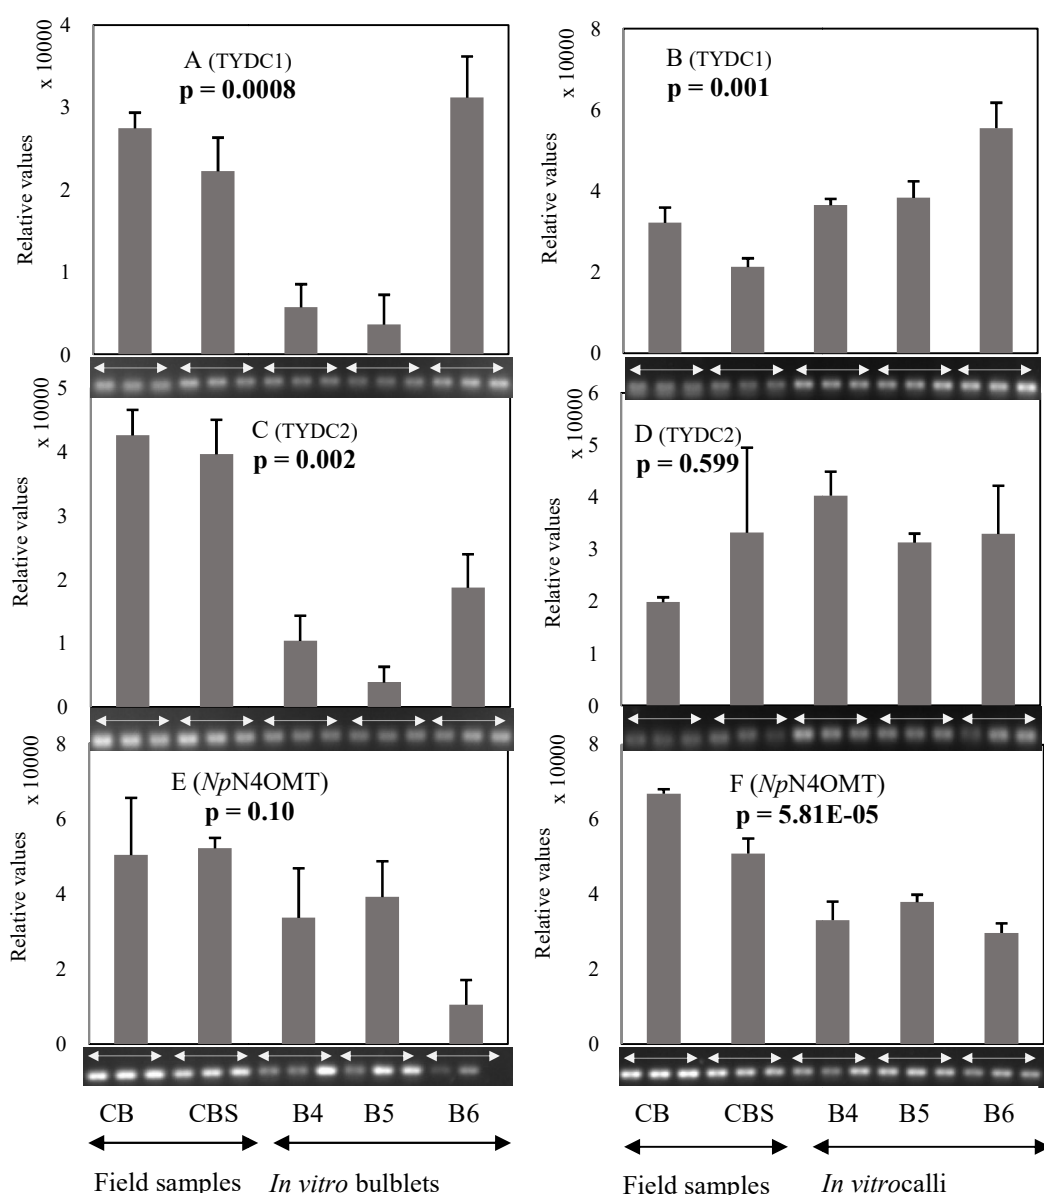 x 10000
Relative values
4
3
2
1
0
A (TYDC1)
p = 0.0008
x 10000
Relative values
8
6
4
2
0
B (TYDC1)
p = 0.001
x 10000
Relative values
5
4
3
2
1
0
C (TYDC2)
p = 0.002
x 10000
Relative values
6
5
4
3
2
1
0
D (TYDC2)
p = 0.599
x 10000
Relative values
8
6
4
2
0
E (NpN4OMT)
p = 0.10
x 10000
Relative values
8
6
4
2
0
F (NpN4OMT)
p = 5.81E-05
CB CBS B4 B5 B6
Field samples In vitro bulblets
CB CBS B4 B5 B6
Field samples In vitrocalli